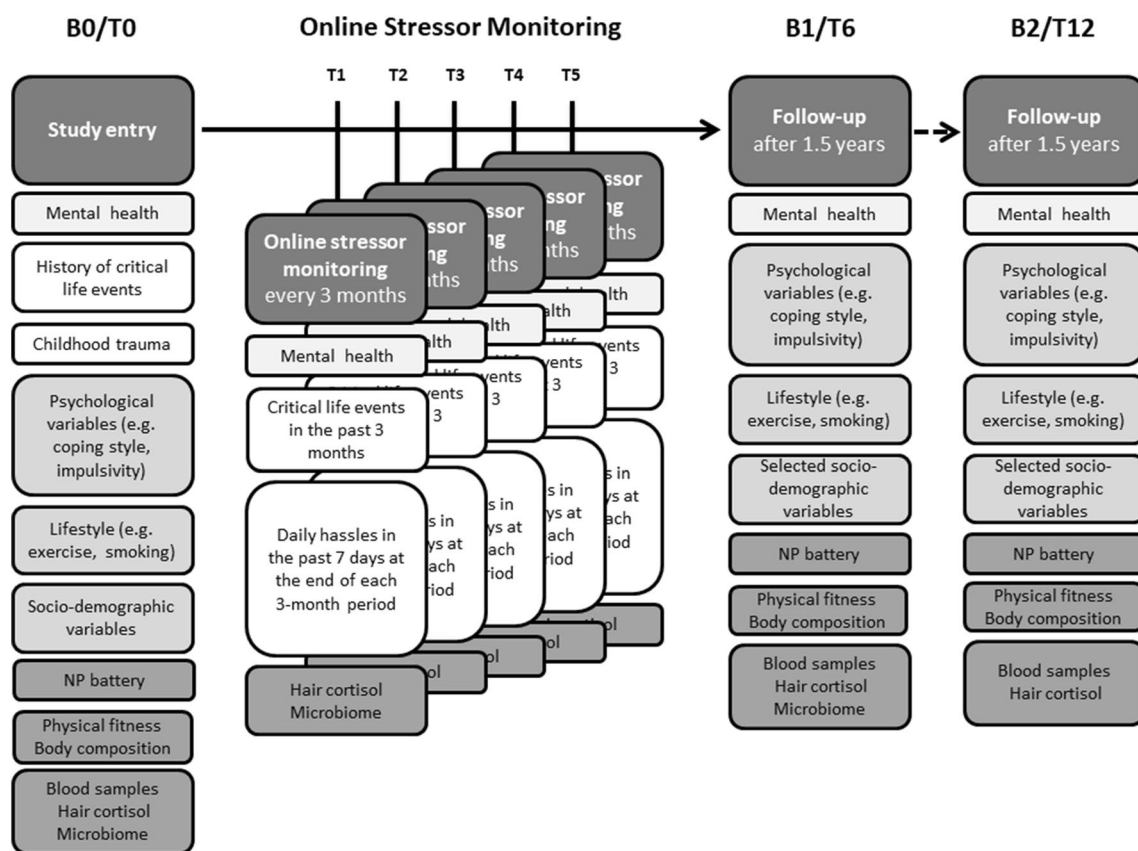 B0/T0
Online Stressor Monitoring
B1/T6
B2/T12
T1
T2
T3
T4
T5
Study entry
Mental health
History of critical
life events
Childhood trauma
Psychological
variables (e.g.
coping style,
impulsivity)
Lifestyle (e.g.
exercise, smoking)
Socio-demographic
variables
NP battery
Physical fitness
Body composition
Blood samples
Hair cortisol
Microbiome
Online stressor
monitoring
every 3 months
Mental health
Critical life events
in the past 3
months
Daily hassles in
the past 7 days at
the end of each
3-month period
Hair cortisol
Microbiome
Follow-up
after 1.5 years
Mental health
Psychological
variables (e.g.
coping style,
impulsivity)
Lifestyle (e.g.
exercise, smoking)
Selected socio-
demographic
variables
NP battery
Physical fitness
Body composition
Blood samples
Hair cortisol
Microbiome
Follow-up
after 1.5 years
Mental health
Psychological
variables (e.g.
coping style,
impulsivity)
Lifestyle (e.g.
exercise, smoking)
Selected socio-
demographic
variables
NP battery
Physical fitness
Body composition
Blood samples
Hair cortisol